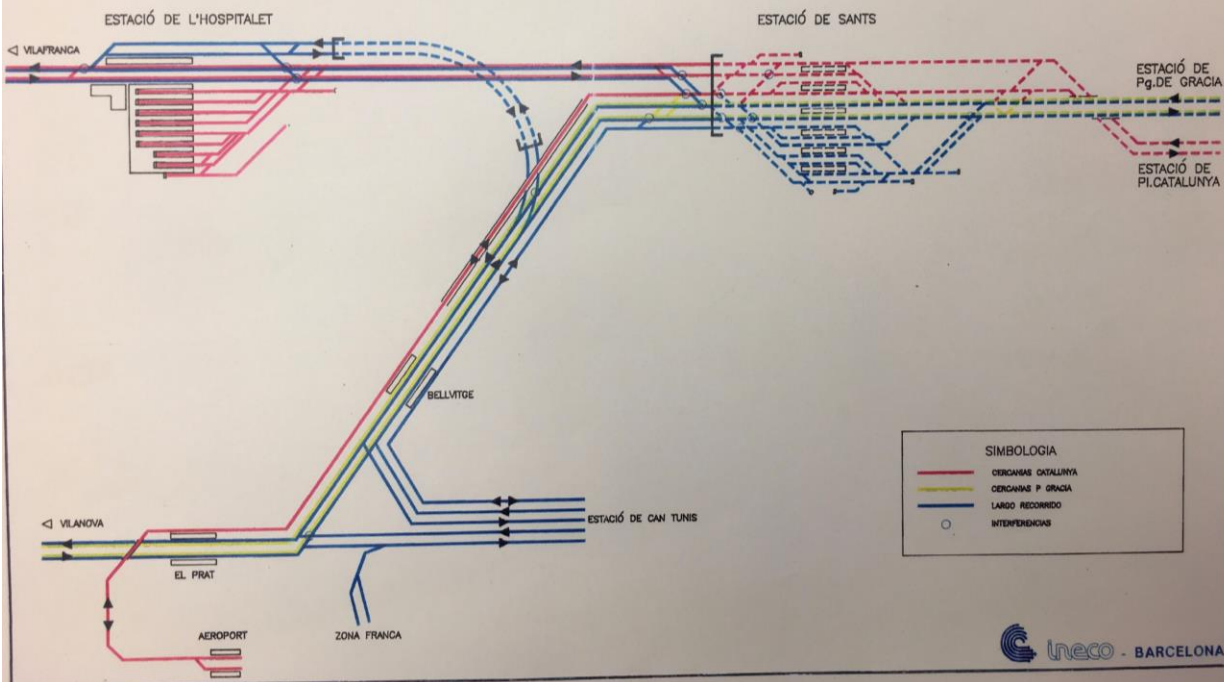 ESTACIÓ DE L'HOSPITALET
ESTACIÓ DE SANTS
VILAFRANCA
ESTACIÓ DE
Pg.DE GRACIA
ESTACIÓ DE
Pl.CATALUNYA
BELLVITGE
SIMBOLOGIA
CERCANIAS CATALUNYA
CERCANIAS P GRACIA
LARGO RECORRIDO
INTERFERENCIAS
ESTACIÓ DE CAN TUNIS
VILANOVA
EL PRAT
AEROPORT
ZONA FRANCA
ineco - BARCELONA